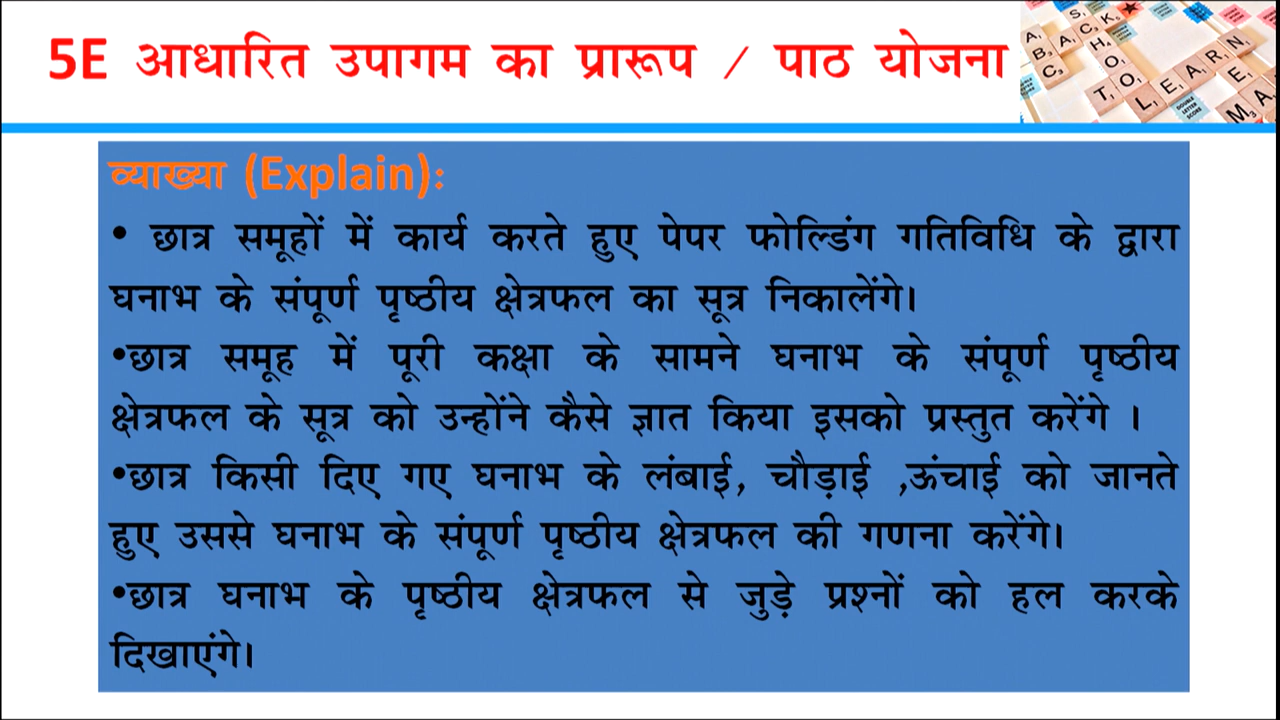 5E आधारित उपागम का प्रारूप / पाठ योजना
व्याख्या (Explain):
• छात्र समूहों में कार्य करते हुए पेपर फोल्डिंग गतिविधि के द्वारा
घनाभ के संपूर्ण पृष्ठीय क्षेत्रफल का सूत्र निकालेंगे।
•छात्र समूह में पूरी कक्षा के सामने घनाभ के संपूर्ण पृष्ठीय
क्षेत्रफल के सूत्र को उन्होंने कैसे ज्ञात किया इसको प्रस्तुत करेंगे ।
•छात्र किसी दिए गए घनाभ के लंबाई, चौड़ाई ,ऊंचाई को जानते
हुए उससे घनाभ के संपूर्ण पृष्ठीय क्षेत्रफल की गणना करेंगे।
•छात्र घनाभ के पृष्ठीय क्षेत्रफल से जुड़े प्रश्नों को हल करके
दिखाएंगे।